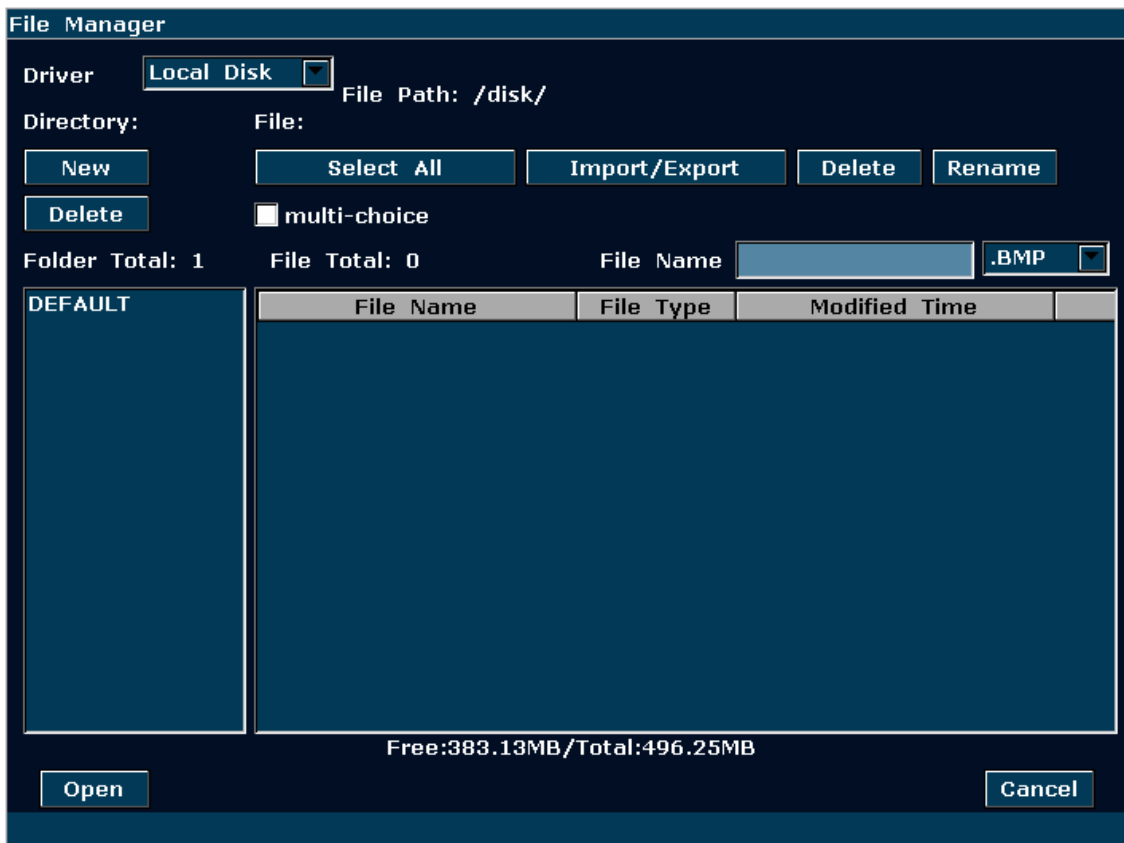 File Manager
Driver Local Disk
File Path: /disk/
Directory: File:
New Select All Import/Export Delete Rename
Delete multi-choice
Folder Total: 1 File Total: 0 File Name .BMP
DEFAULT File Name File Type Modified Time
Free:383.13MB/Total:496.25MB
Open Cancel